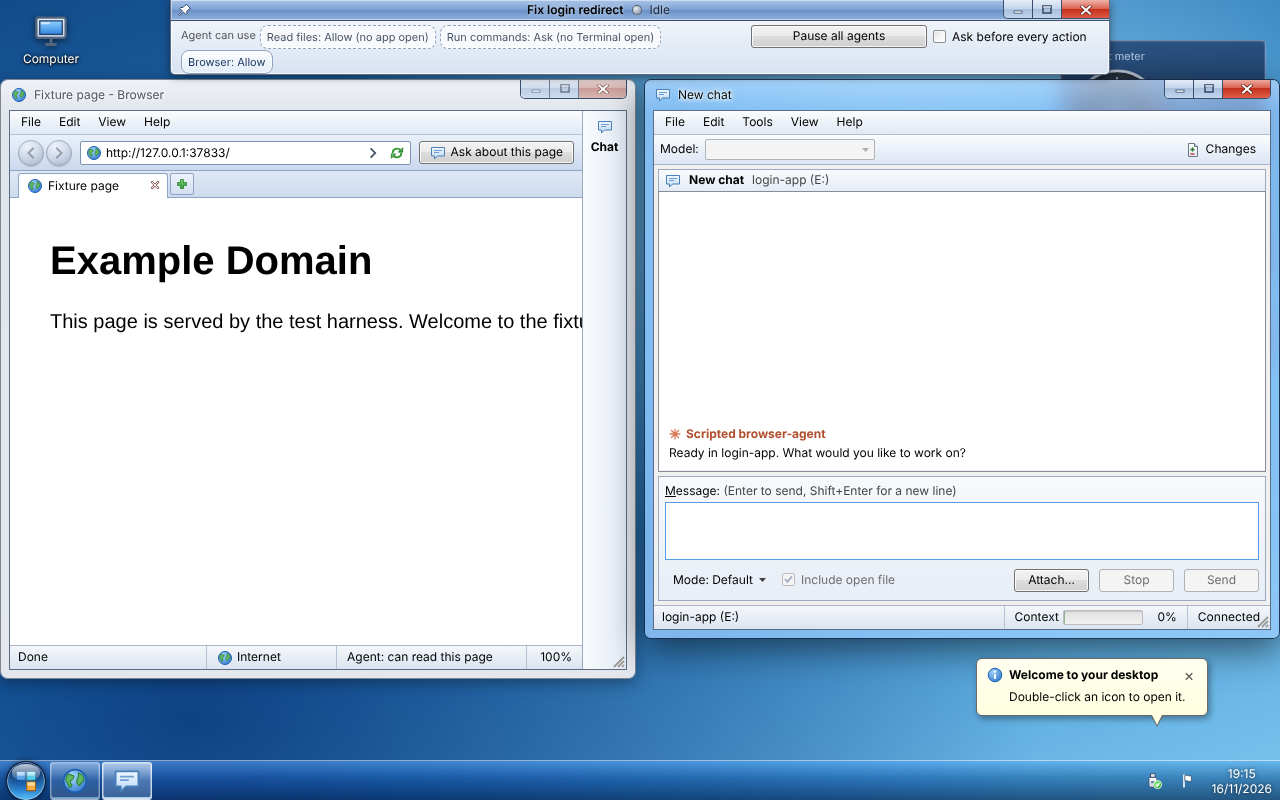 Computer
Fix login redirect Idle
Agent can use Read files: Allow (no app open) Run commands: Ask (no Terminal open)
Browser: Allow
Pause all agents
Ask before every action
meter
Fixture page - Browser
File Edit View Help
http://127.0.0.1:37833/
Ask about this page
Fixture page
Chat
Example Domain
This page is served by the test harness. Welcome to the
Done
Internet
Agent: can read this page
100%
New chat
File Edit Tools View Help
Model:
Changes
New chat login-app (E:)
Scripted browser-agent
Ready in login-app. What would you like to work on?
Message: (Enter to send, Shift+Enter for a new line)
Mode: Default
Include open file
Attach...
Stop
Send
login-app (E:)
Context 0%
Connected
Welcome to your desktop
Double-click an icon to open it.
19:15
16/11/2026